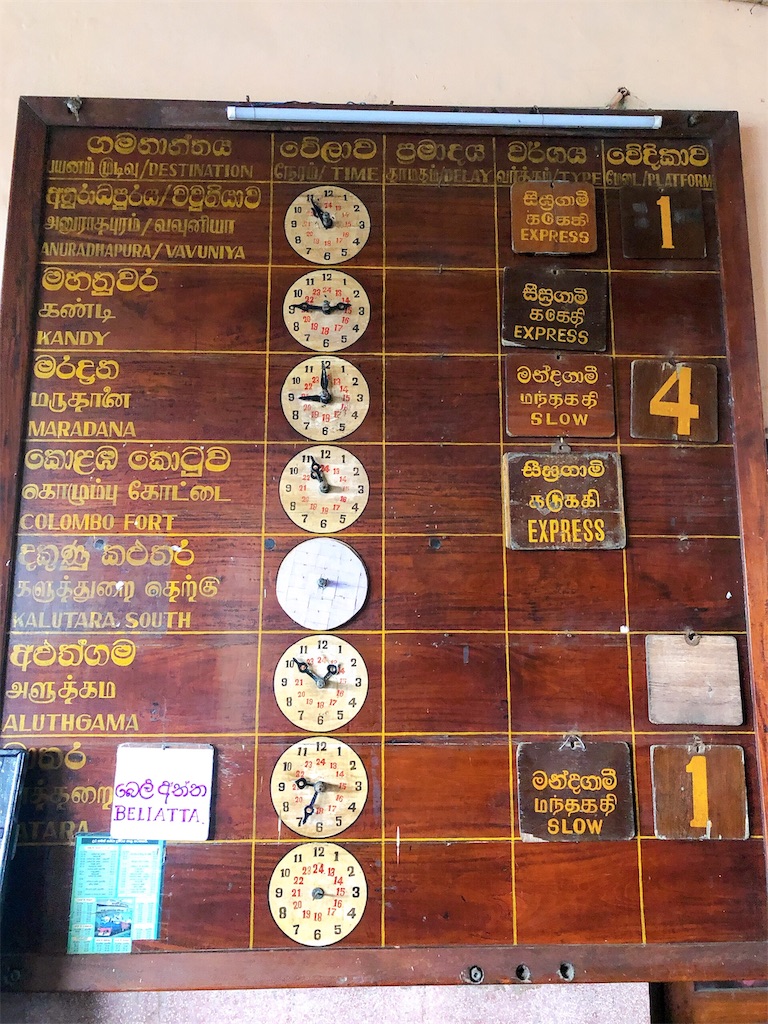 ගමනාන්තය වේලාව ප්‍රමාදය වර්ගය වේදිකාව
பயணம் முடிவு/DESTINATION நேரம்/TIME தாமதம்/DELAY வர்க்கம்/TYPE மேடை/PLATFORM
අනුරාධපුරය/වවුනියාව
அனுராதபுரம்/வவுனியா
ANURADHAPURA/VAVUNIYA
සීඝ්‍රගාමී
கடுகதி
EXPRESS
1
මහනුවර
கண்டி
KANDY
සීඝ්‍රගාමී
கடுகதி
EXPRESS
මරදාන
மருதானை
MARADANA
මන්දගාමී
மந்தகதி
SLOW
4
කොළඹ කොටුව
கொழும்பு கோட்டை
COLOMBO FORT
සීඝ්‍රගාමී
கடுகதி
EXPRESS
දකුණු කළුතර
களுத்துறை தெற்கு
KALUTARA SOUTH
අළුත්ගම
அளுத்கம
ALUTHGAMA
බෙලි අත්ත
BELIATTA.
මන්දගාමී
மந்தகதி
SLOW
1